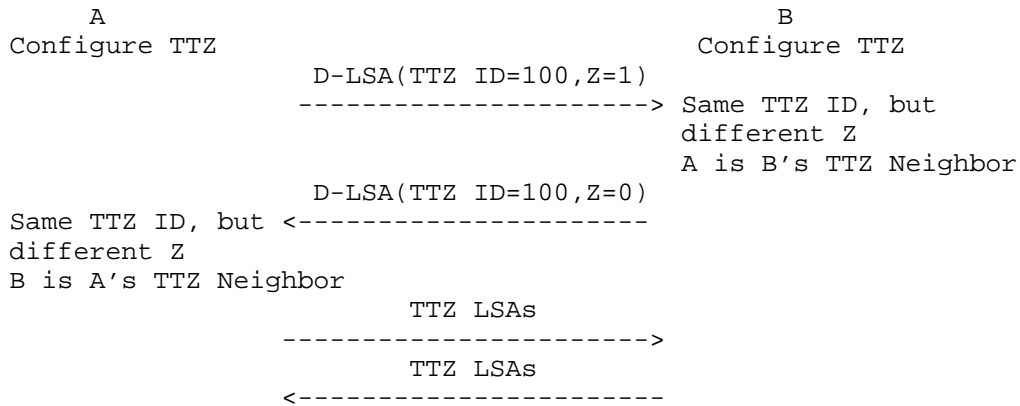 A                                              B
Configure TTZ                                Configure TTZ
D-LSA(TTZ ID=100,Z=1)
----------------------> Same TTZ ID, but
different Z
A is B's TTZ Neighbor
D-LSA(TTZ ID=100,Z=0)
Same TTZ ID, but <----------------------
different Z
B is A's TTZ Neighbor
TTZ LSAs
----------------------->
TTZ LSAs
<-----------------------